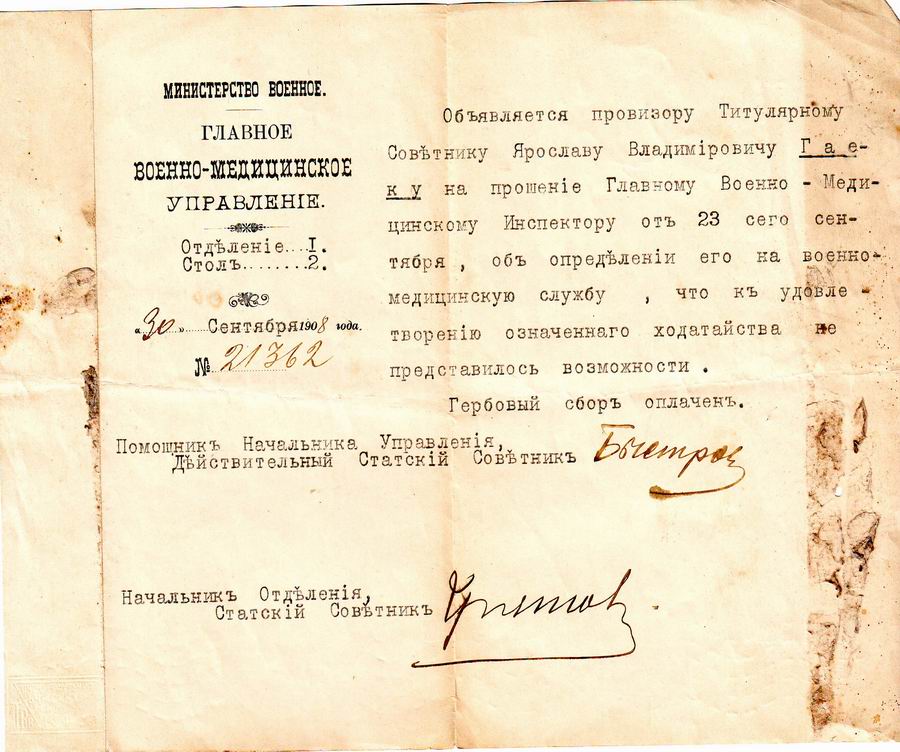 МИНИСТЕРСТВО ВОЕННОЕ.
ГЛАВНОЕ
ВОЕННО-МЕДИЦИНСКОЕ
УПРАВЛЕНІЕ.
Отдѣленіе....I.
Столъ........2.
„30„ Сентября 1908 года.
№ 21362
Объявляется провизору Титулярному
Совѣтнику Ярославу Владиміровичу Гае-
ку на прошеніе Главному Военно - Меди-
цинскому Инспектору отъ 23 сего сен-
тября , объ опредѣленіи его на военно-
медицинскую службу , что къ удовле -
творенію означеннаго ходатайства не
представилось возможности .
Гербовый сборъ оплаченъ.
Помошникъ Начальника Управленія,
Дѣйствительный Статскій Совѣтникъ
Начальникъ Отдѣленія,
Статскій Совѣтникъ